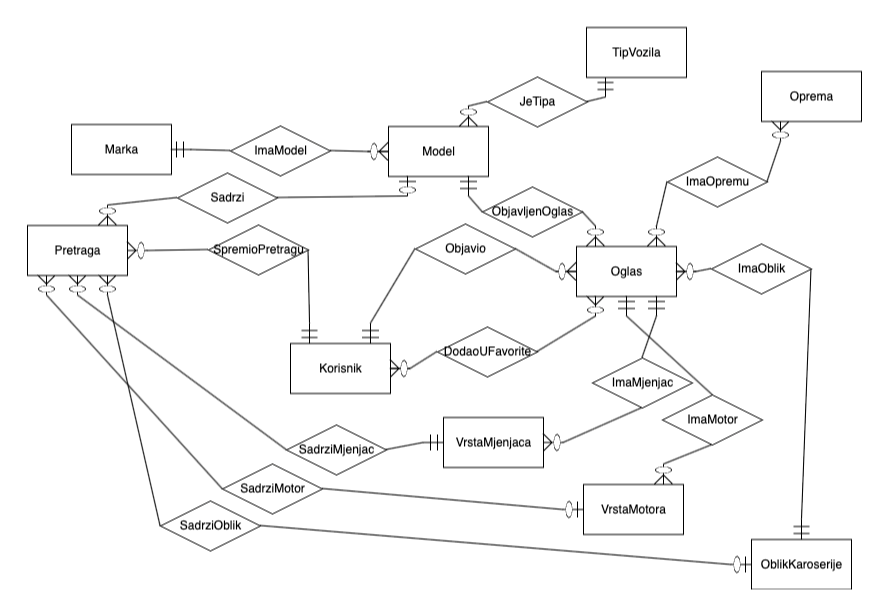 TipVozila
JeTipa
Oprema
Marka
ImaModel
Model
ImaOpremu
Sadrzi
ObjavljenOglas
Pretraga
SpremioPretragu
Objavio
Oglas
ImaOblik
Korisnik
DodaoUFavorite
ImaMjenjac
ImaMotor
SadrziMjenjac
VrstaMjenjaca
SadrziMotor
VrstaMotora
SadrziOblik
OblikKaroserije